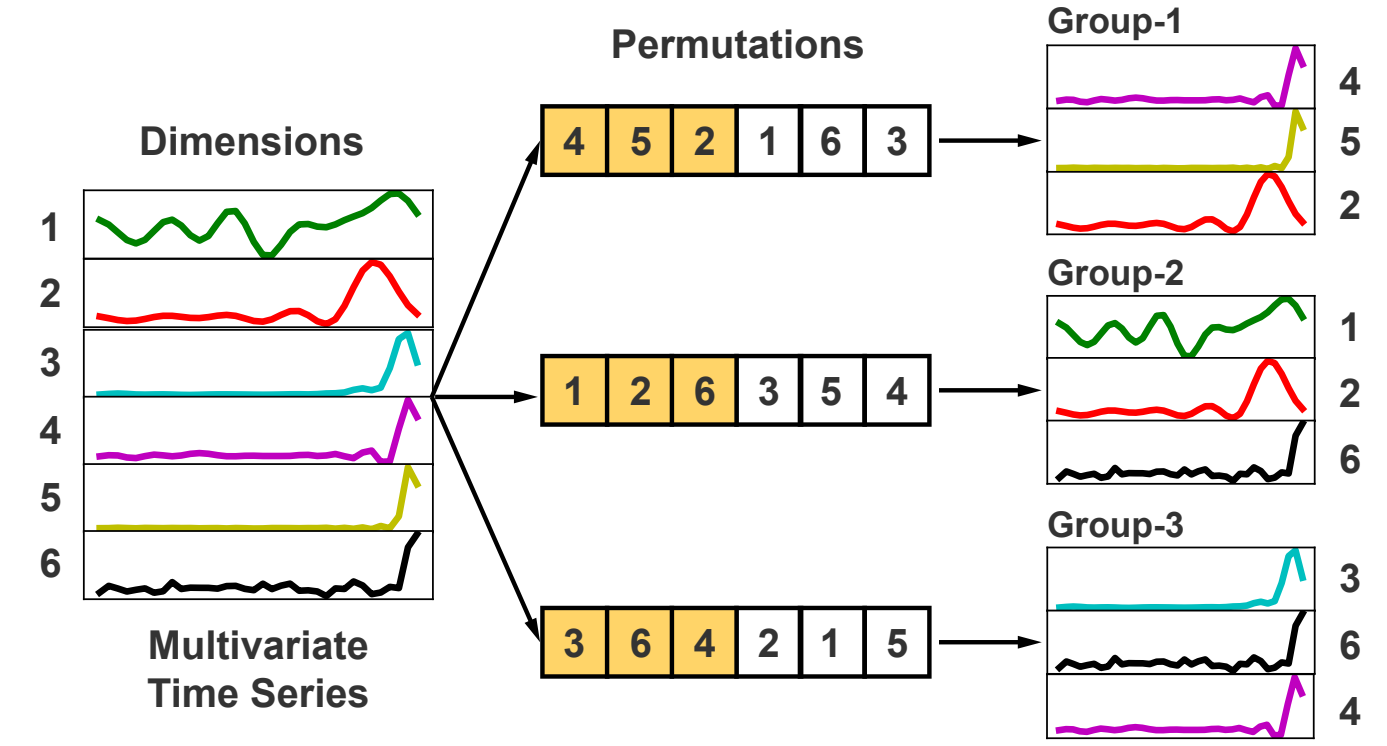 Dimensions
1
2
3
4
5
6
Multivariate
Time Series
Permutations
4 5 2 1 6 3
1 2 6 3 5 4
3 6 4 2 1 5
Group-1
4
5
2
Group-2
1
2
6
Group-3
3
6
4